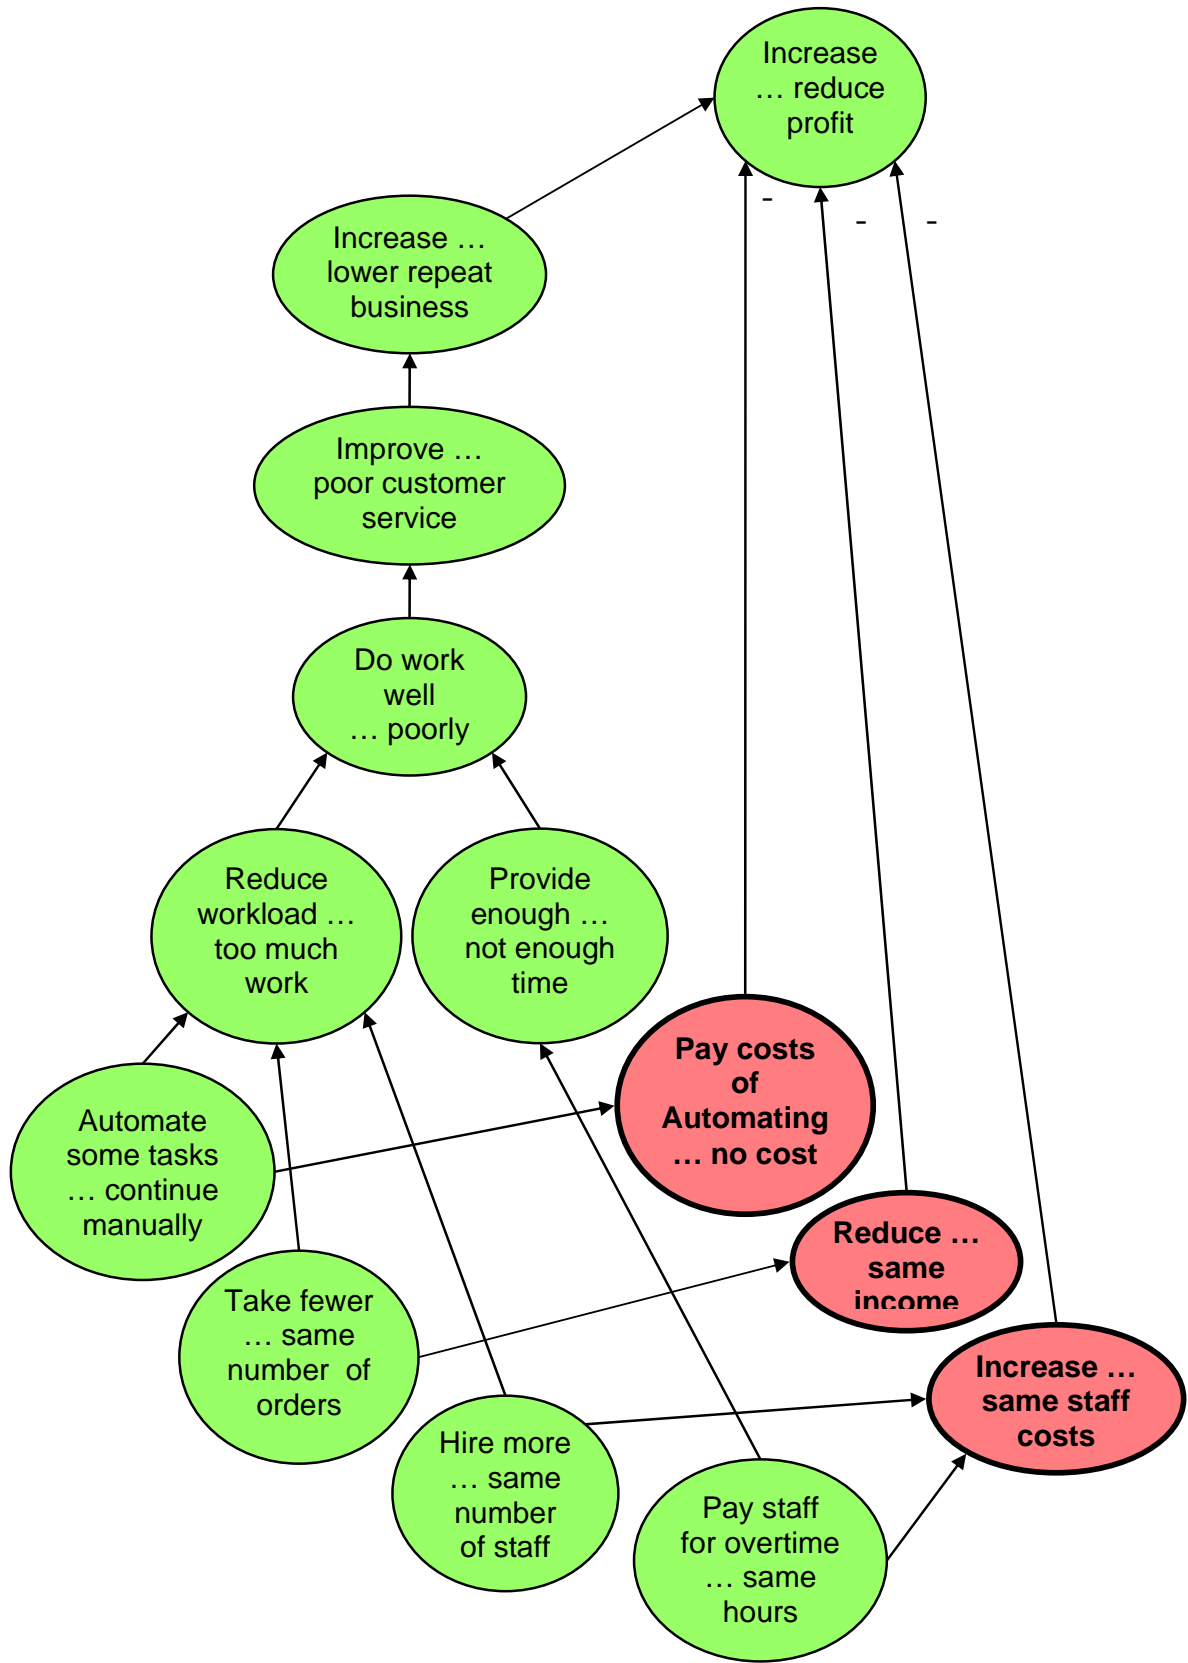 Increase
… reduce
profit
-
-
-
Increase …
lower repeat
business
Improve …
poor customer
service
Do work
well
… poorly
Reduce
workload …
too much
work
Provide
enough …
not enough
time
Pay costs
of
Automating
… no cost
Automate
some tasks
… continue
manually
Reduce …
same
income
Take fewer
… same
number of
orders
Increase …
same staff
costs
Hire more
… same
number
of staff
Pay staff
for overtime
… same
hours